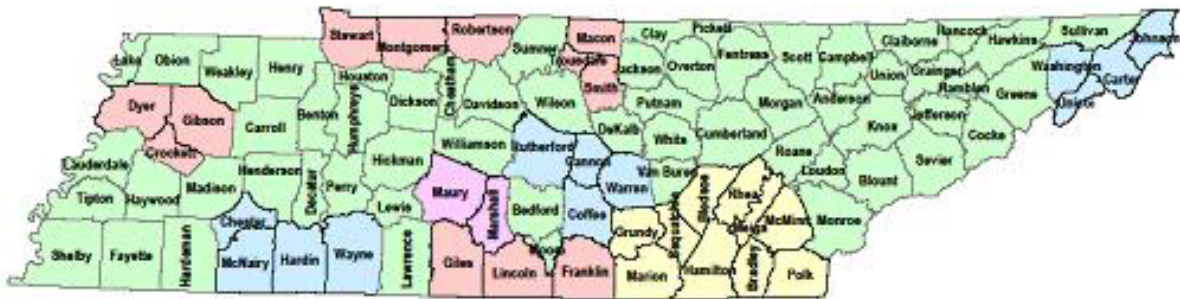 Stewart
Montgomery
Robertson
Sumner
Macon
Trousdale
Clay
Pickett
Fentress
Scott
Campbell
Claiborne
Hancock
Hawkins
Sullivan
Johnson
Lake
Obion
Weakley
Henry
Houston
Cheatham
Smith
Jackson
Overton
Union
Grainger
Hamblen
Greene
Washington
Carter
Unicoi
Dyer
Gibson
Carroll
Benton
Humphreys
Dickson
Davidson
Wilson
Putnam
Morgan
Anderson
Jefferson
Knox
Cocke
Sevier
Crockett
Lauderdale
Tipton
Haywood
Madison
Henderson
Decatur
Perry
Hickman
Williamson
Rutherford
Cannon
DeKalb
White
Cumberland
Roane
Loudon
Blount
Van Buren
Warren
Lewis
Maury
Marshall
Bedford
Coffee
Grundy
Sequatchie
Bledsoe
Rhea
Meigs
McMinn
Monroe
Shelby
Fayette
Hardeman
Chester
McNairy
Hardin
Wayne
Lawrence
Giles
Lincoln
Moore
Franklin
Marion
Hamilton
Bradley
Polk